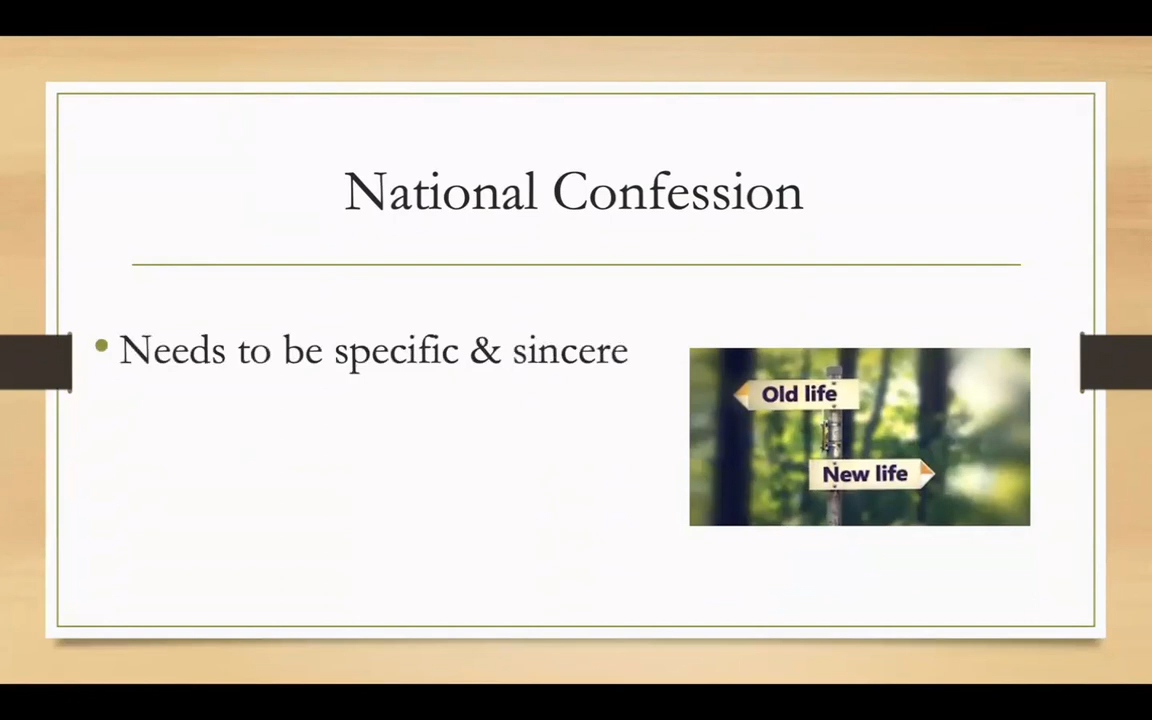 National Confession
• Needs to be specific & sincere
Old life
New life